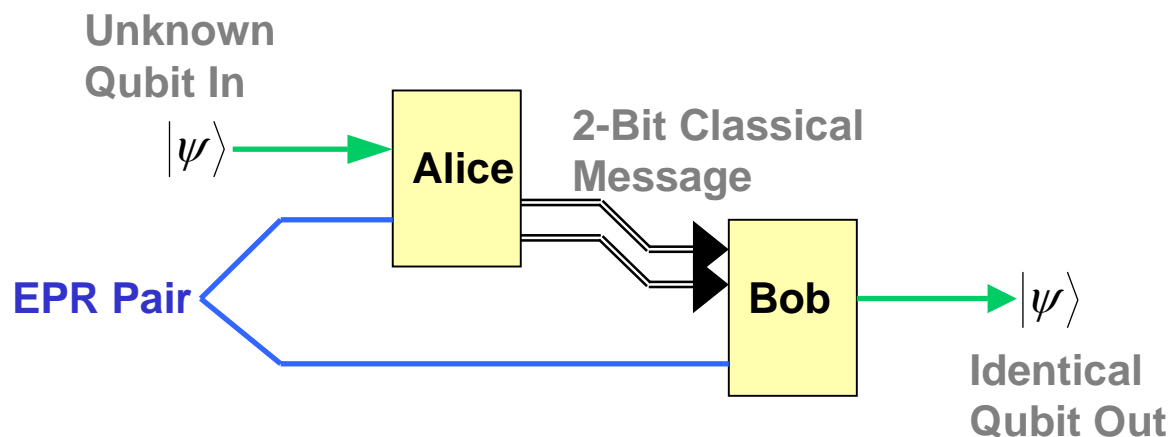 Unknown
Qubit In
|ψ⟩
Alice
2-Bit Classical
Message
EPR Pair
Bob
|ψ⟩
Identical
Qubit Out